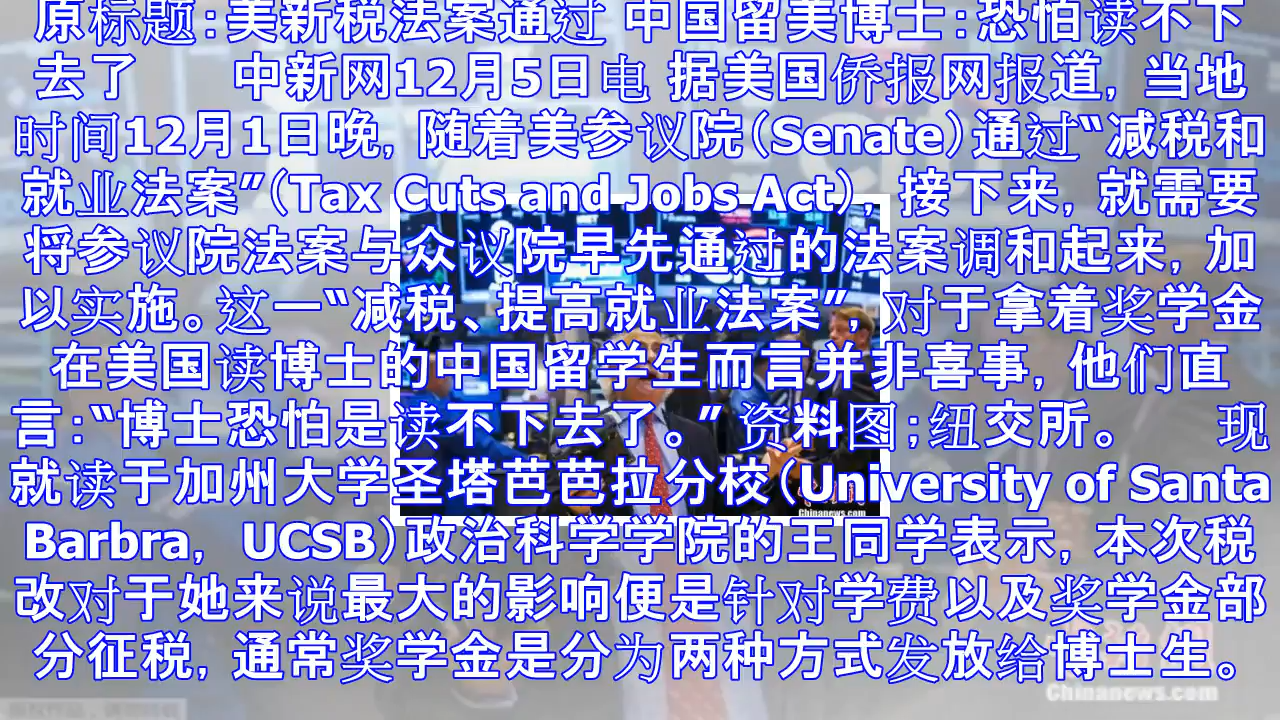 原标题:美新税法案通过 中国留美博士:恐怕读不下
去了 中新网12月5日电 据美国侨报网报道, 当地
时间12月1日晚, 随着美参议院(Senate)通过“减税和
就业法案”(Tax Cuts and Jobs Act), 接下来, 就需要
将参议院法案与众议院早先通过的法案调和起来, 加
以实施。这一“减税、提高就业法案”, 对于拿着奖学金
在美国读博士的中国留学生而言并非喜事, 他们直
言:“博士恐怕是读不下去了。” 资料图;纽交所。 现
就读于加州大学圣塔芭芭拉分校(University of Santa
Barbra, UCSB)政治科学学院的王同学表示, 本次税
改对于她来说最大的影响便是针对学费以及奖学金部
分征税, 通常奖学金是分为两种方式发放给博士生。
Chinanews.com
Chinanews.com